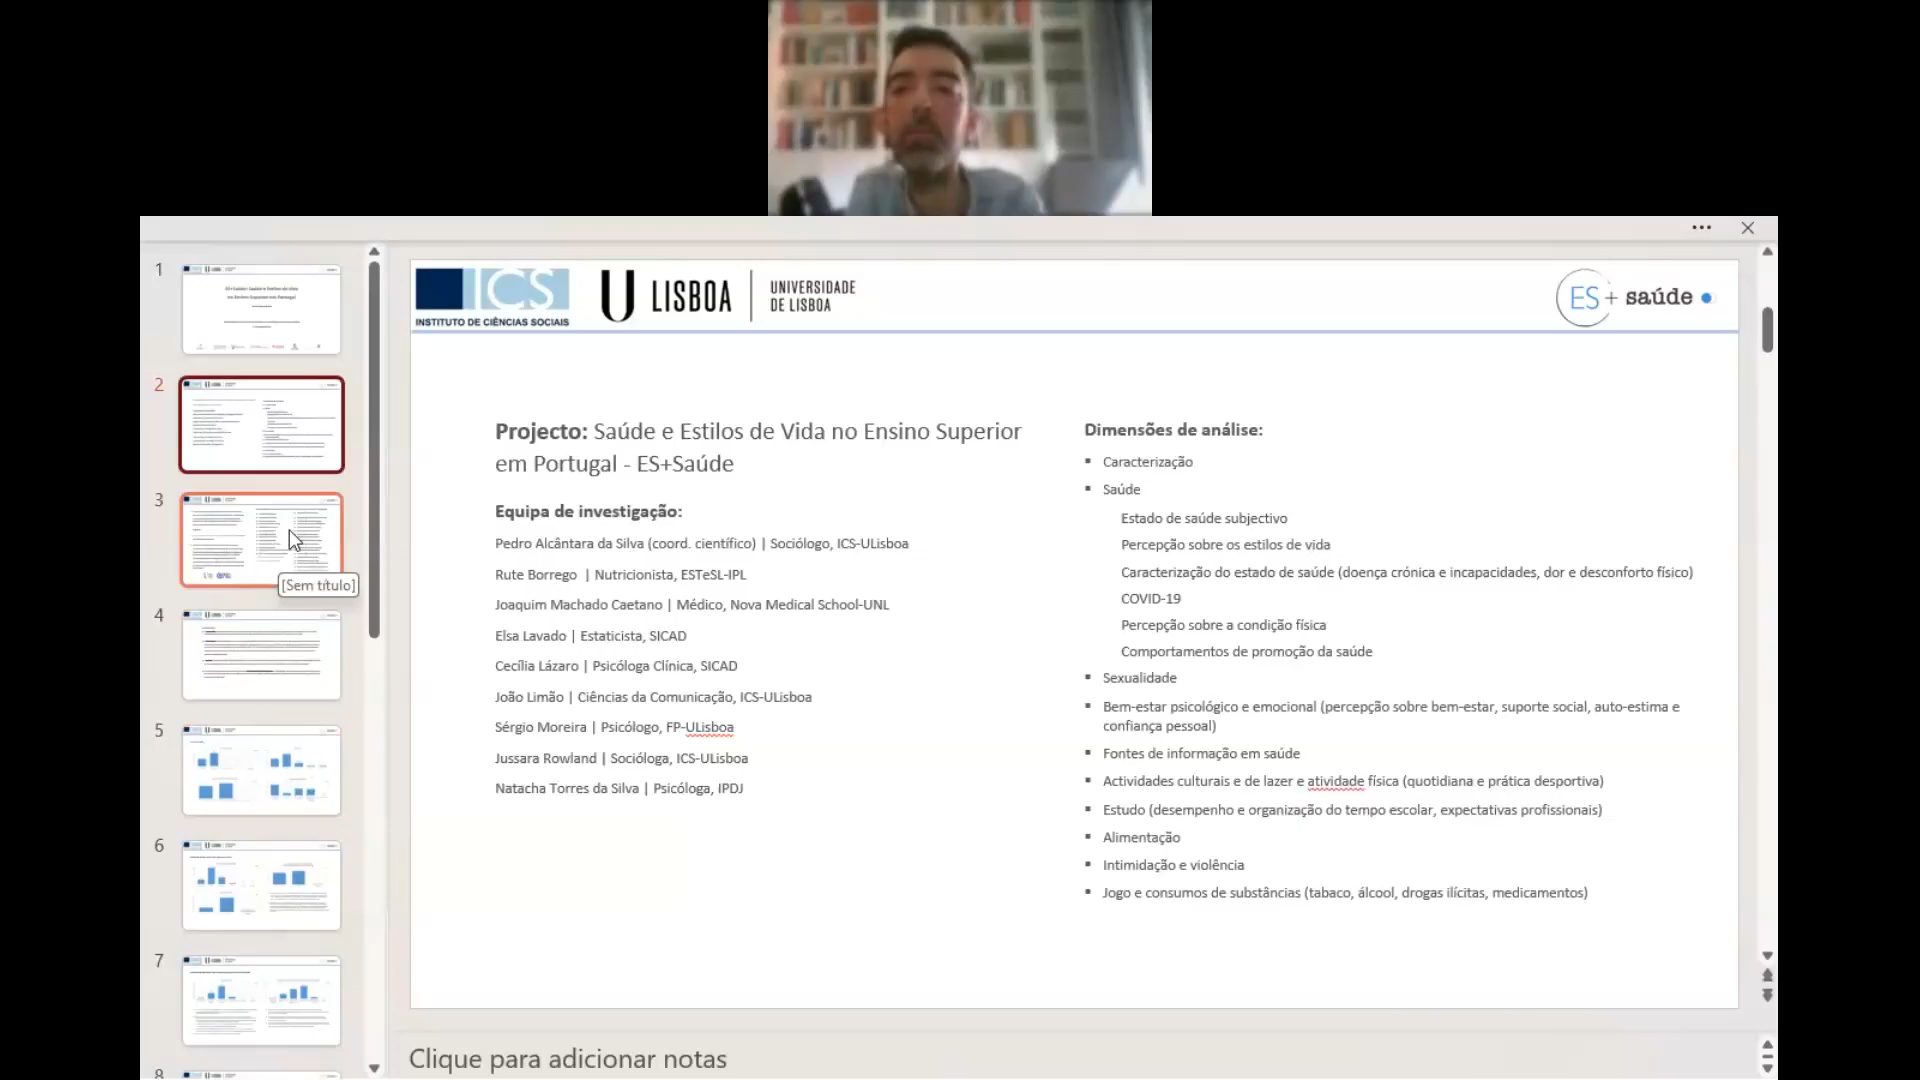 ICS
INSTITUTO DE CIÊNCIAS SOCIAIS
U LISBOA
UNIVERSIDADE
DE LISBOA
ES+ saúde
Projecto: Saúde e Estilos de Vida no Ensino Superior
em Portugal - ES+Saúde
Equipa de investigação:
Pedro Alcântara da Silva (coord. científico) | Sociólogo, ICS-ULisboa
Rute Borrego | Nutricionista, ESTeSL-IPL
Joaquim Machado Caetano | Médico, Nova Medical School-UNL
Elsa Lavado | Estaticista, SICAD
Cecília Lázaro | Psicóloga Clínica, SICAD
João Limão | Ciências da Comunicação, ICS-ULisboa
Sérgio Moreira | Psicólogo, FP-ULisboa
Jussara Rowland | Socióloga, ICS-ULisboa
Natacha Torres da Silva | Psicóloga, IPDJ
Dimensões de análise:
▪ Caracterização
▪ Saúde
Estado de saúde subjectivo
Percepção sobre os estilos de vida
Caracterização do estado de saúde (doença crónica e incapacidades, dor e desconforto físico)
COVID-19
Percepção sobre a condição física
Comportamentos de promoção da saúde
▪ Sexualidade
▪ Bem-estar psicológico e emocional (percepção sobre bem-estar, suporte social, auto-estima e
confiança pessoal)
▪ Fontes de informação em saúde
▪ Actividades culturais e de lazer e atividade física (quotidiana e prática desportiva)
▪ Estudo (desempenho e organização do tempo escolar, expectativas profissionais)
▪ Alimentação
▪ Intimidação e violência
▪ Jogo e consumos de substâncias (tabaco, álcool, drogas ilícitas, medicamentos)
1
2
3
[Sem título]
4
5
6
7
8
Clique para adicionar notas